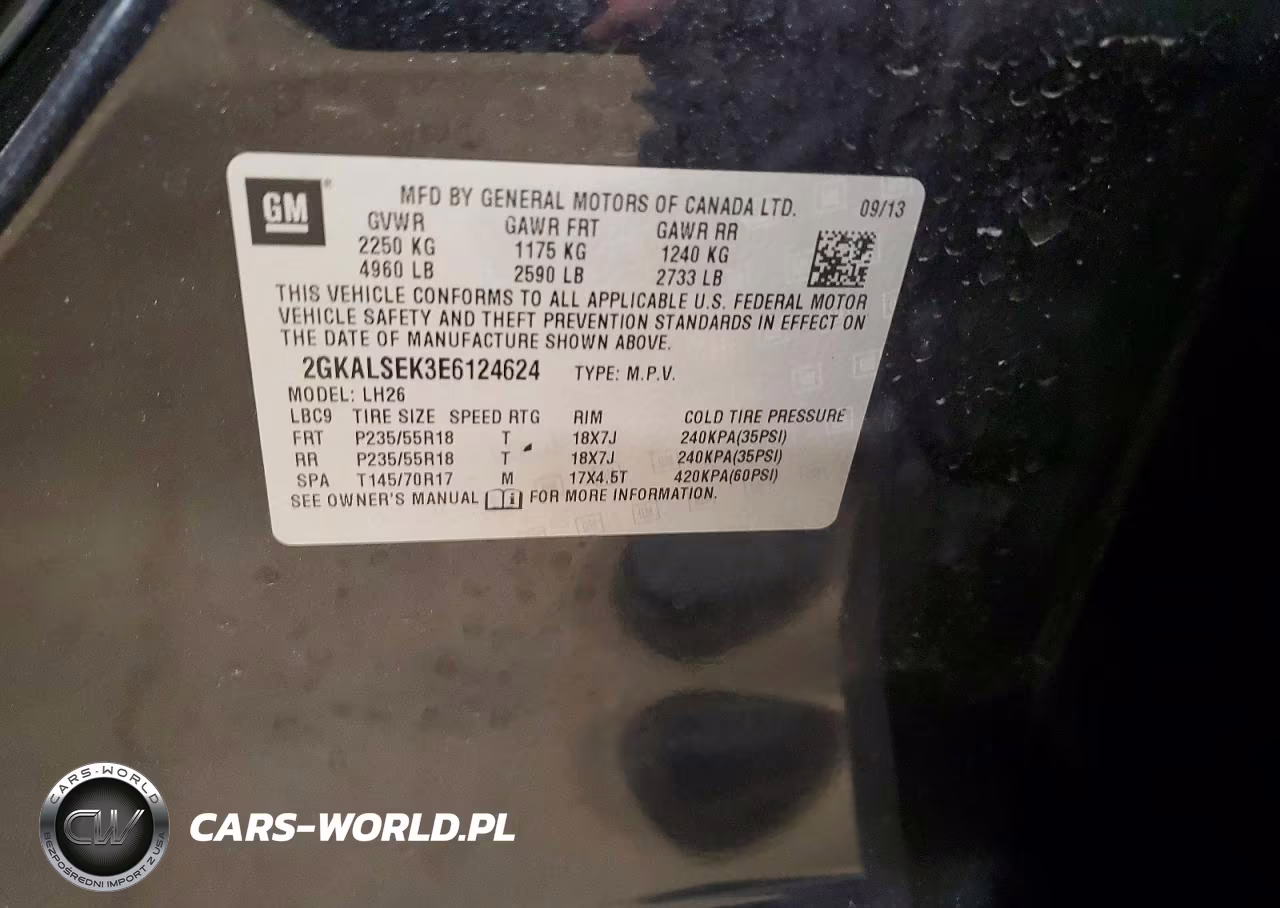 GM®
MFD BY GENERAL MOTORS OF CANADA LTD. 09/13
GVWR GAWR FRT GAWR RR
2250 KG 1175 KG 1240 KG
4960 LB 2590 LB 2733 LB
THIS VEHICLE CONFORMS TO ALL APPLICABLE U.S. FEDERAL MOTOR
VEHICLE SAFETY AND THEFT PREVENTION STANDARDS IN EFFECT ON
THE DATE OF MANUFACTURE SHOWN ABOVE.
2GKALSEK3E6124624 TYPE: M.P.V.
MODEL: LH26
LBC9 TIRE SIZE SPEED RTG RIM COLD TIRE PRESSURE
FRT P235/55R18 T 18X7J 240KPA(35PSI)
RR P235/55R18 T 18X7J 240KPA(35PSI)
SPA T145/70R17 M 17X4.5T 420KPA(60PSI)
SEE OWNER'S MANUAL i FOR MORE INFORMATION.
CARS-WORLD
CW
BEZPOŚREDNI IMPORT Z USA
CARS-WORLD.PL